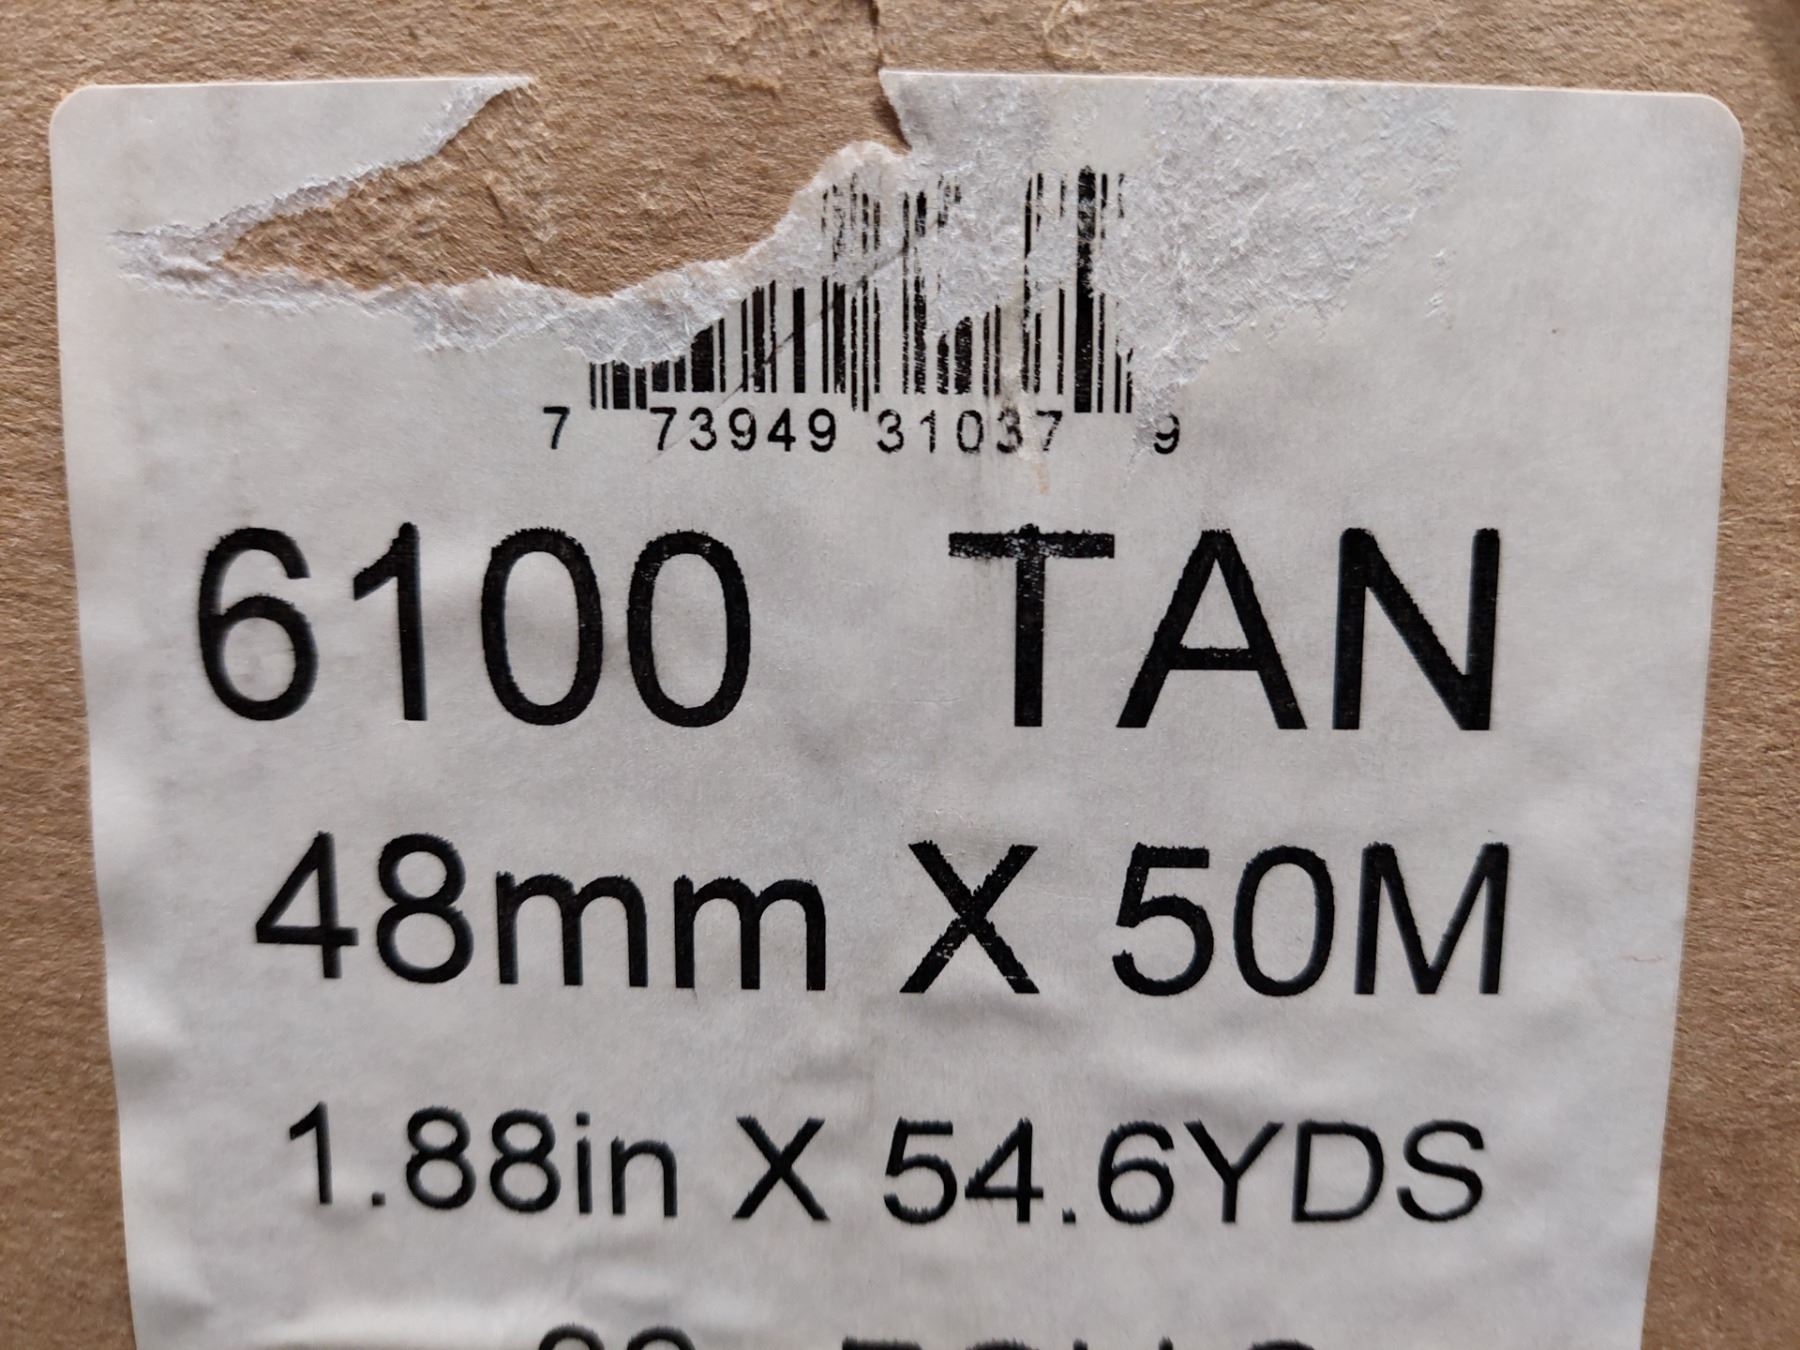 7 73949 31037 9
6100 TAN
48mm X 50M
1.88in X 54.6YDS